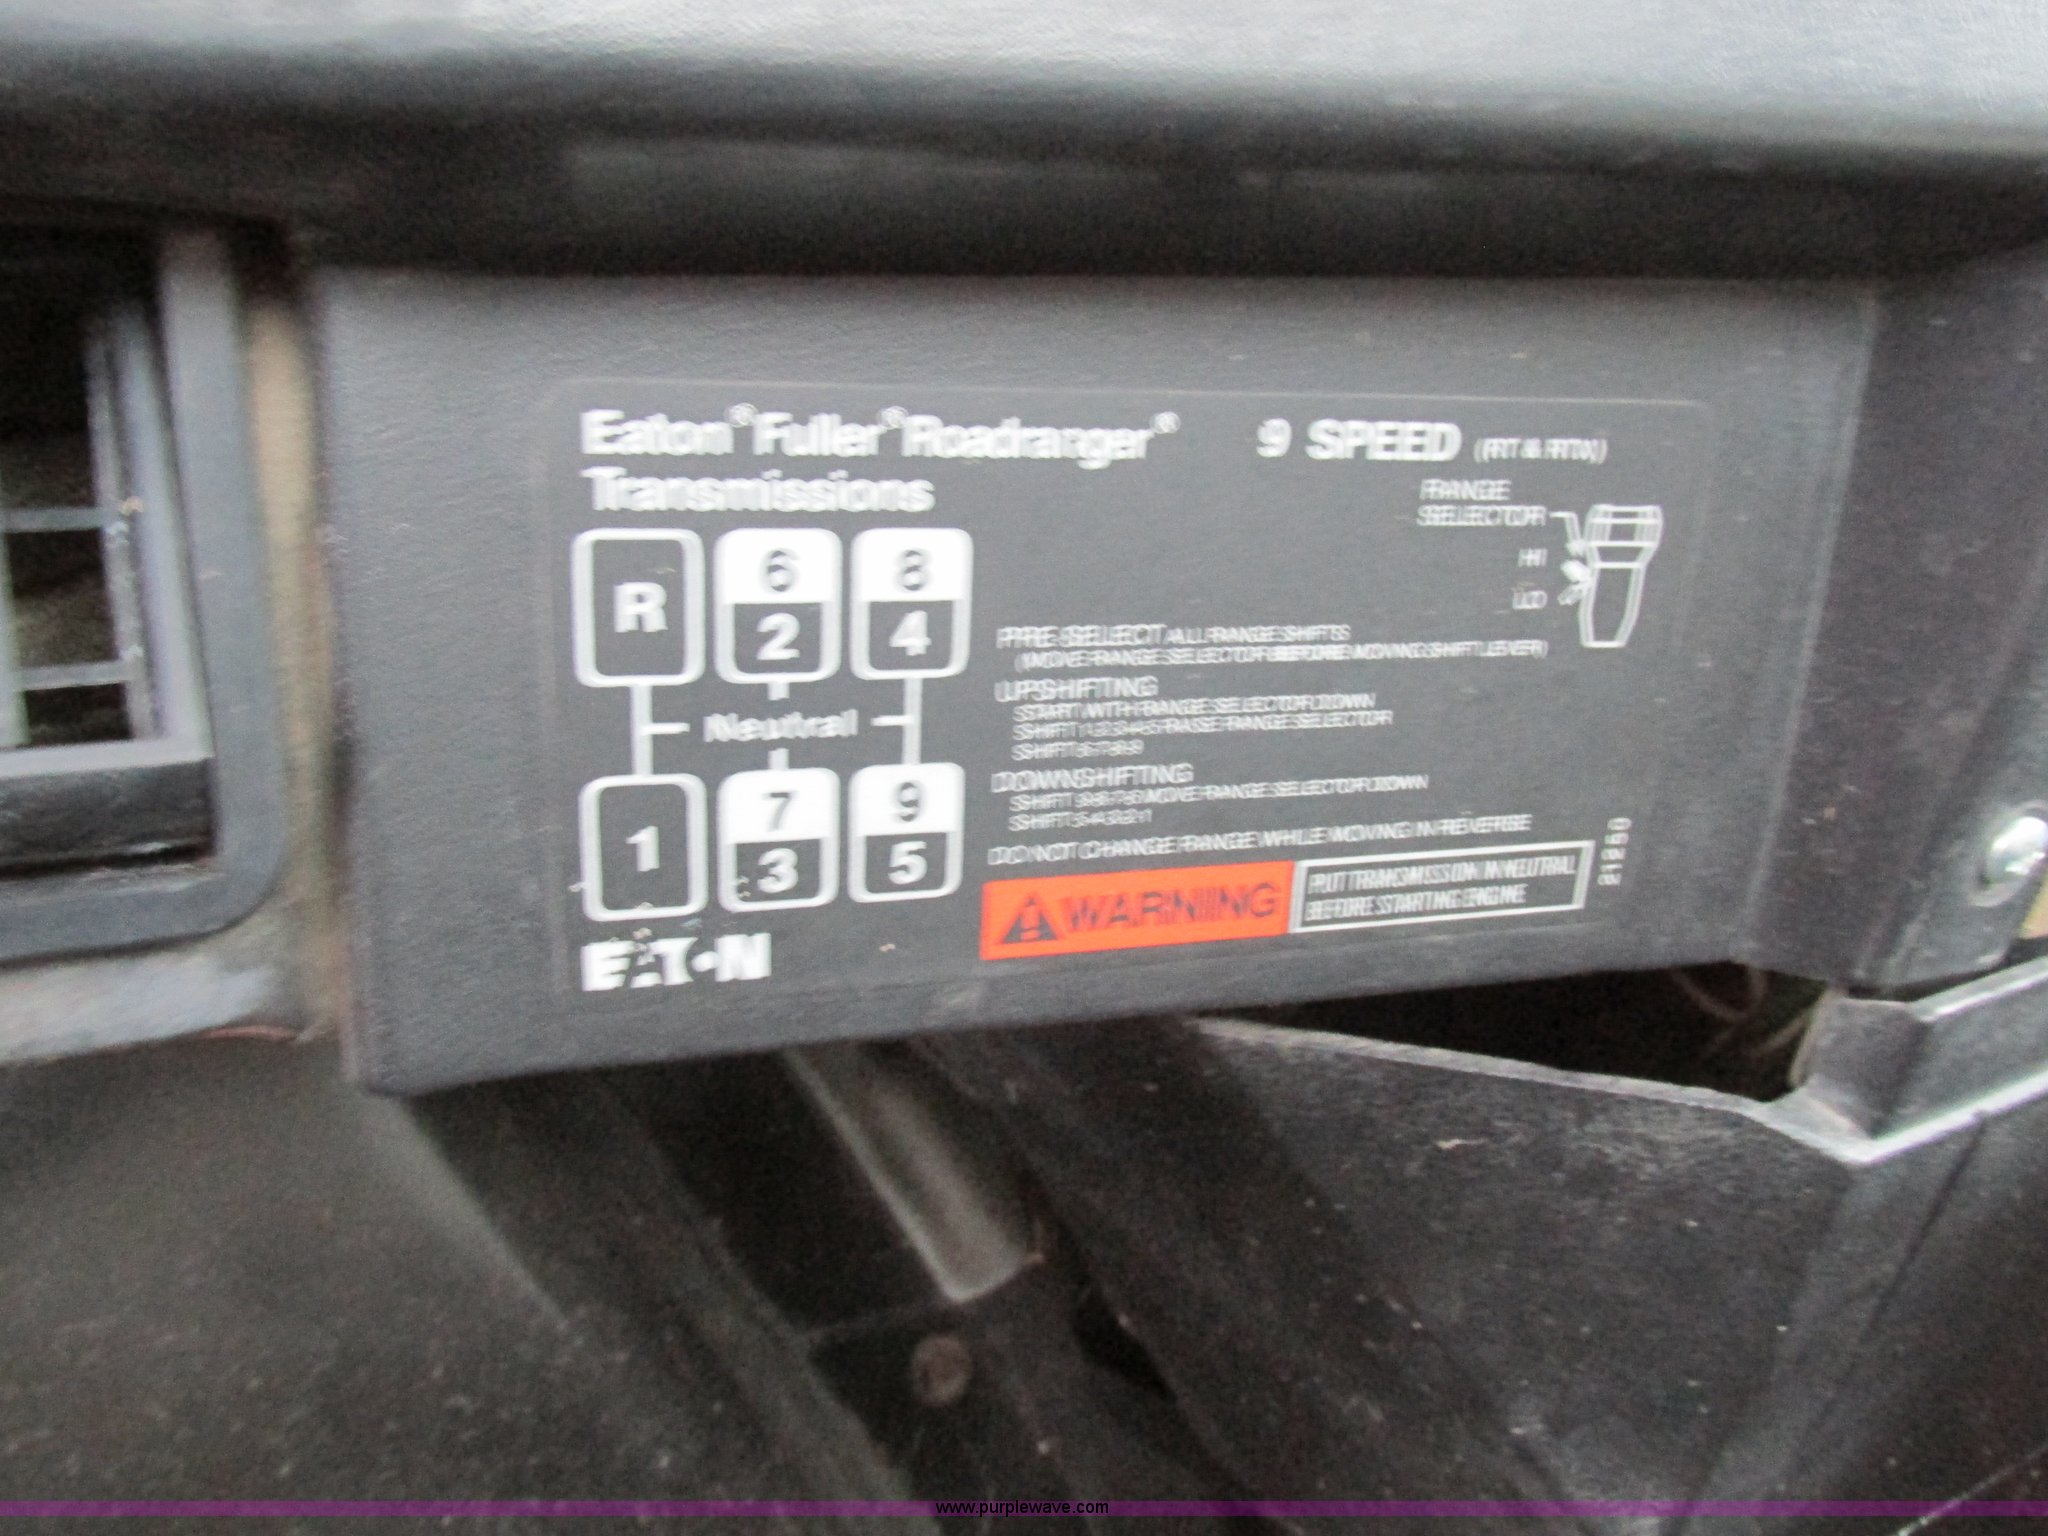 Eaton® Fuller® Roadranger®
Transmissions
9 SPEED (RT & RTX)
RANGE
SELECTOR
HI
LO
R
6
2
8
4
Neutral
1
7
3
9
5
PRE-SELECT ALL RANGE SHIFTS
(MOVE RANGE SELECTOR BEFORE MOVING SHIFT LEVER)
UPSHIFTING
START WITH RANGE SELECTOR DOWN
SHIFT 1-2-3-4-5 RAISE RANGE SELECTOR
SHIFT 6-7-8-9
DOWNSHIFTING
SHIFT 9-8-7-6 MOVE RANGE SELECTOR DOWN
SHIFT 5-4-3-2-1
DO NOT CHANGE RANGE WHILE MOVING IN REVERSE
WARNING
PUT TRANSMISSION IN NEUTRAL
BEFORE STARTING ENGINE
EATON
www.purplewave.com